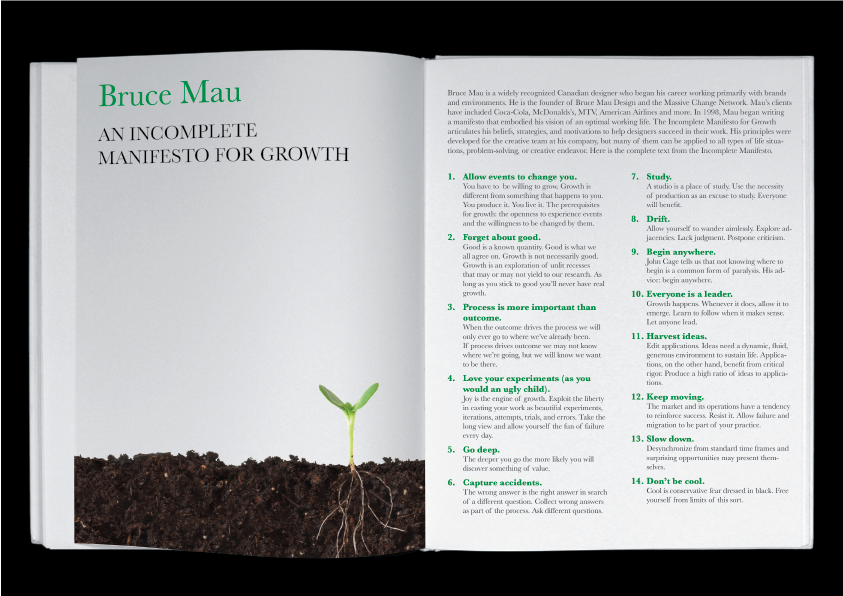 Bruce Mau
AN INCOMPLETE
MANIFESTO FOR GROWTH
Bruce Mau is a widely recognized Canadian designer who began his career working primarily with brands
and environments. He is the founder of Bruce Mau Design and the Massive Change Network. Mau's clients
have included Coca-Cola, McDonalds's, MTV, American Airlines and more. In 1998, Mau began writing
a manifesto that embodied his vision of an optimal working life. The Incomplete Manifesto for Growth
articulates his beliefs, strategies, and motivations to help designers succeed in their work. His principles were
developed for the creative team at his company, but many of them can be applied to all types of life situa-
tions, problem-solving, or creative endeavor. Here is the complete text from the Incomplete Manifesto.
1. Allow events to change you.
You have to be willing to grow. Growth is
different from something that happens to you.
You produce it. You live it. The prerequisites
for growth: the openness to experience events
and the willingness to be changed by them.
2. Forget about good.
Good is a known quantity. Good is what we
all agree on. Growth is not necessarily good.
Growth is an exploration of unlit recesses
that may or may not yield to our research. As
long as you stick to good you'll never have real
growth.
3. Process is more important than
outcome.
When the outcome drives the process we will
only ever go to where we've already been.
If process drives outcome we may not know
where we're going, but we will know we want
to be there.
4. Love your experiments (as you
would an ugly child).
Joy is the engine of growth. Exploit the liberty
in casting your work as beautiful experiments,
iterations, attempts, trials, and errors. Take the
long view and allow yourself the fun of failure
every day.
5. Go deep.
The deeper you go the more likely you will
discover something of value.
6. Capture accidents.
The wrong answer is the right answer in search
of a different question. Collect wrong answers
as part of the process. Ask different questions.
7. Study.
A studio is a place of study. Use the necessity
of production as an excuse to study. Everyone
will benefit.
8. Drift.
Allow yourself to wander aimlessly. Explore ad-
jacencies. Lack judgment. Postpone criticism.
9. Begin anywhere.
John Cage tells us that not knowing where to
begin is a common form of paralysis. His ad-
vice: begin anywhere.
10. Everyone is a leader.
Growth happens. Whenever it does, allow it to
emerge. Learn to follow when it makes sense.
Let anyone lead.
11. Harvest ideas.
Edit applications. Ideas need a dynamic, fluid,
generous environment to sustain life. Applica-
tions, on the other hand, benefit from critical
rigor. Produce a high ratio of ideas to applica-
tions.
12. Keep moving.
The market and its operations have a tendency
to reinforce success. Resist it. Allow failure and
migration to be part of your practice.
13. Slow down.
Desynchronize from standard time frames and
surprising opportunities may present them-
selves.
14. Don't be cool.
Cool is conservative fear dressed in black. Free
yourself from limits of this sort.